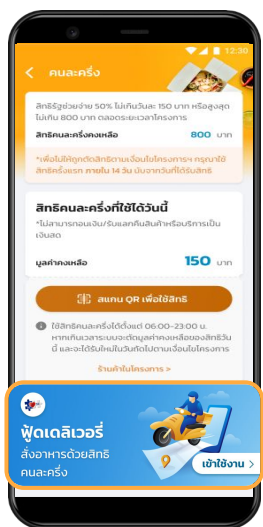 12:30
< คนละครึ่ง
สิทธิรัฐช่วยจ่าย 50% ไม่เกินวันละ 150 บาท หรือสูงสุด
ไม่เกิน 800 บาท ตลอดระยะเวลาโครงการ
สิทธิคนละครึ่งคงเหลือ 800 บาท
*เพื่อไม่ให้ถูกตัดสิทธิตามเงื่อนไขโครงการฯ กรุณาใช้
สิทธิครั้งแรก ภายใน 14 วัน นับจากวันที่ได้รับสิทธิ
สิทธิคนละครึ่งที่ใช้ได้วันนี้
*ไม่สามารถถอนเงิน/รับแลกคืนสินค้าหรือบริการเป็น
เงินสด
มูลค่าคงเหลือ 150 บาท
สแกน QR เพื่อใช้สิทธิ
ใช้สิทธิคนละครึ่งได้ตั้งแต่ 06:00-23:00 น.
หากเกินเวลาระบบจะตัดมูลค่าคงเหลือของสิทธิวัน
นี้ และจะได้รับใหม่ในวันถัดไปตามเงื่อนไขโครงการ
ร้านค้าในโครงการ >
ฟู้ดเดลิเวอรี่
สั่งอาหารด้วยสิทธิ
คนละครึ่ง
เข้าใช้งาน >